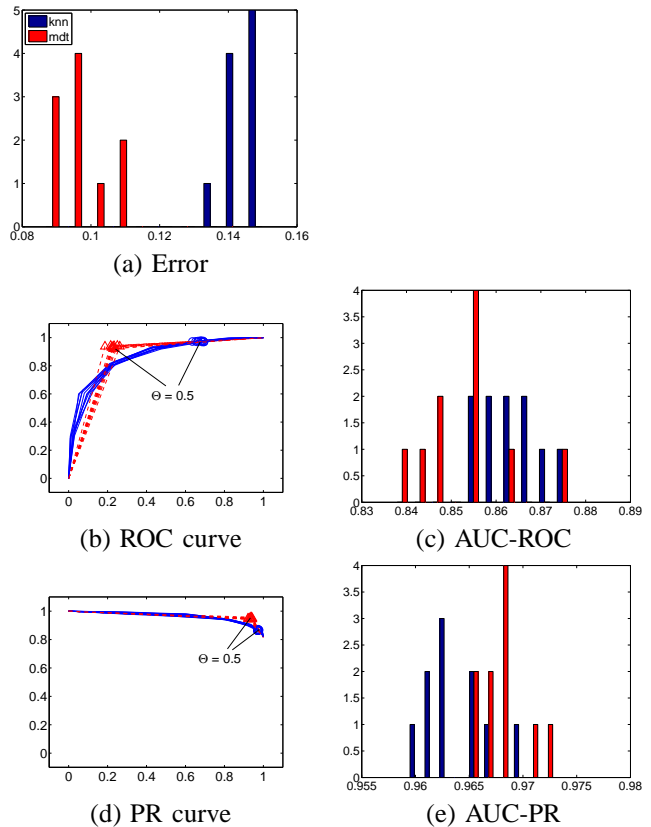 5
4
3
2
1
0
knn
mdt
0.08 0.1 0.12 0.14 0.16
(a) Error
1
0.8
0.6
0.4
0.2
0
Θ = 0.5
0 0.2 0.4 0.6 0.8 1
(b) ROC curve
4
3.5
3
2.5
2
1.5
1
0.5
0
0.83 0.84 0.85 0.86 0.87 0.88 0.89
(c) AUC-ROC
1
0.8
0.6
0.4
0.2
0
Θ = 0.5
0 0.2 0.4 0.6 0.8 1
(d) PR curve
4
3.5
3
2.5
2
1.5
1
0.5
0
0.955 0.96 0.965 0.97 0.975 0.98
(e) AUC-PR